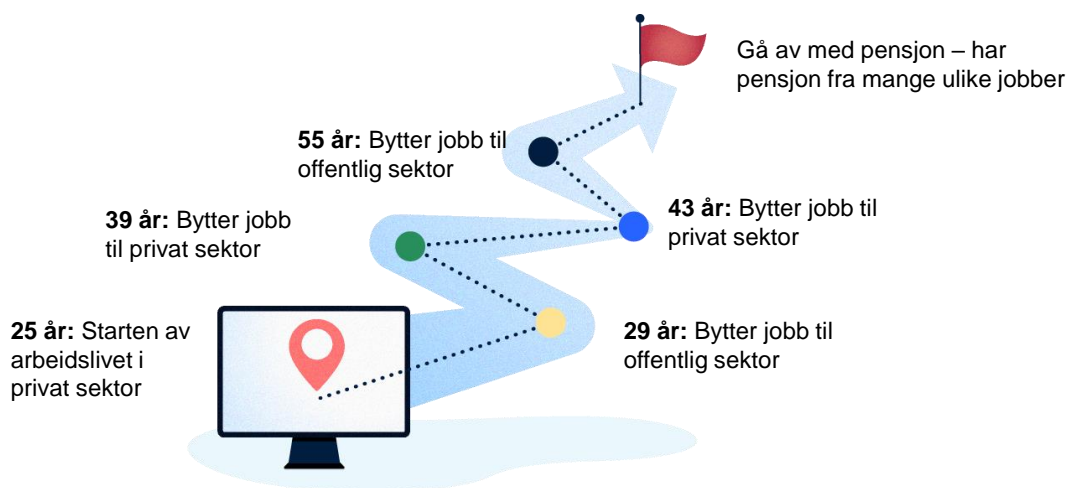 Gå av med pensjon – har
pensjon fra mange ulike jobber
55 år: Bytter jobb til
offentlig sektor
39 år: Bytter jobb
til privat sektor
43 år: Bytter jobb til
privat sektor
25 år: Starten av
arbeidslivet i
privat sektor
29 år: Bytter jobb til
offentlig sektor